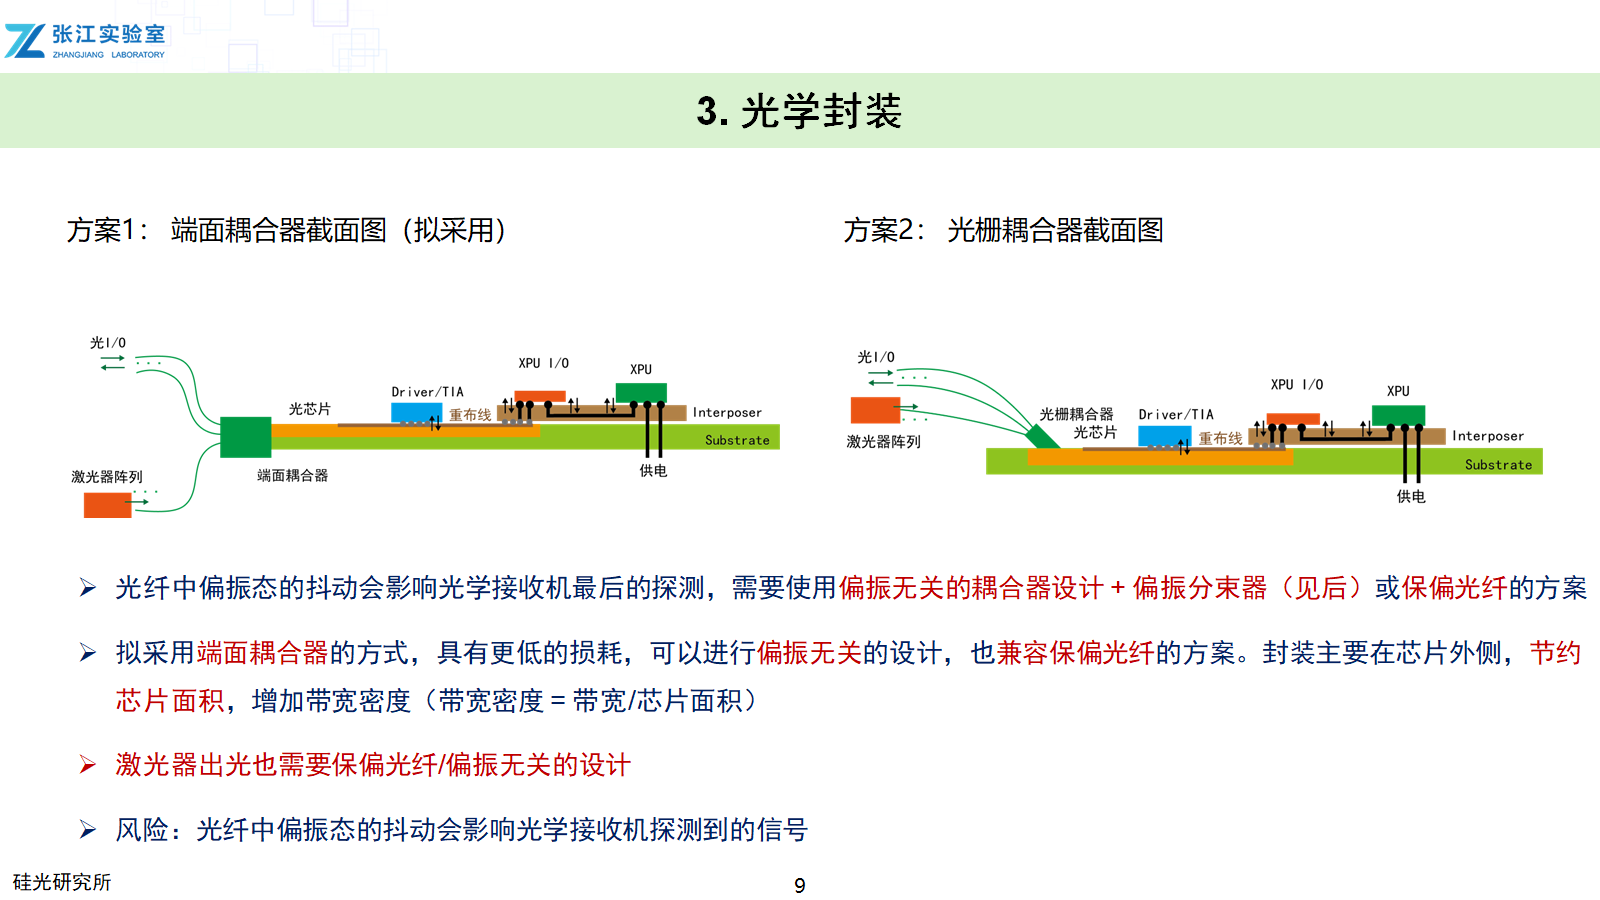 张江实验室
ZHANGJIANG LABORATORY
3. 光学封装
方案1： 端面耦合器截面图（拟采用）
光I/O
光芯片
Driver/TIA
重布线
XPU I/O
XPU
Interposer
Substrate
供电
端面耦合器
激光器阵列
方案2： 光栅耦合器截面图
光I/O
激光器阵列
光栅耦合器
光芯片
Driver/TIA
重布线
XPU I/O
XPU
Interposer
Substrate
供电
光纤中偏振态的抖动会影响光学接收机最后的探测，需要使用偏振无关的耦合器设计 + 偏振分束器（见后）或保偏光纤的方案
拟采用端面耦合器的方式，具有更低的损耗，可以进行偏振无关的设计，也兼容保偏光纤的方案。封装主要在芯片外侧，节约
芯片面积，增加带宽密度（带宽密度 = 带宽/芯片面积）
激光器出光也需要保偏光纤/偏振无关的设计
风险：光纤中偏振态的抖动会影响光学接收机探测到的信号
硅光研究所
9